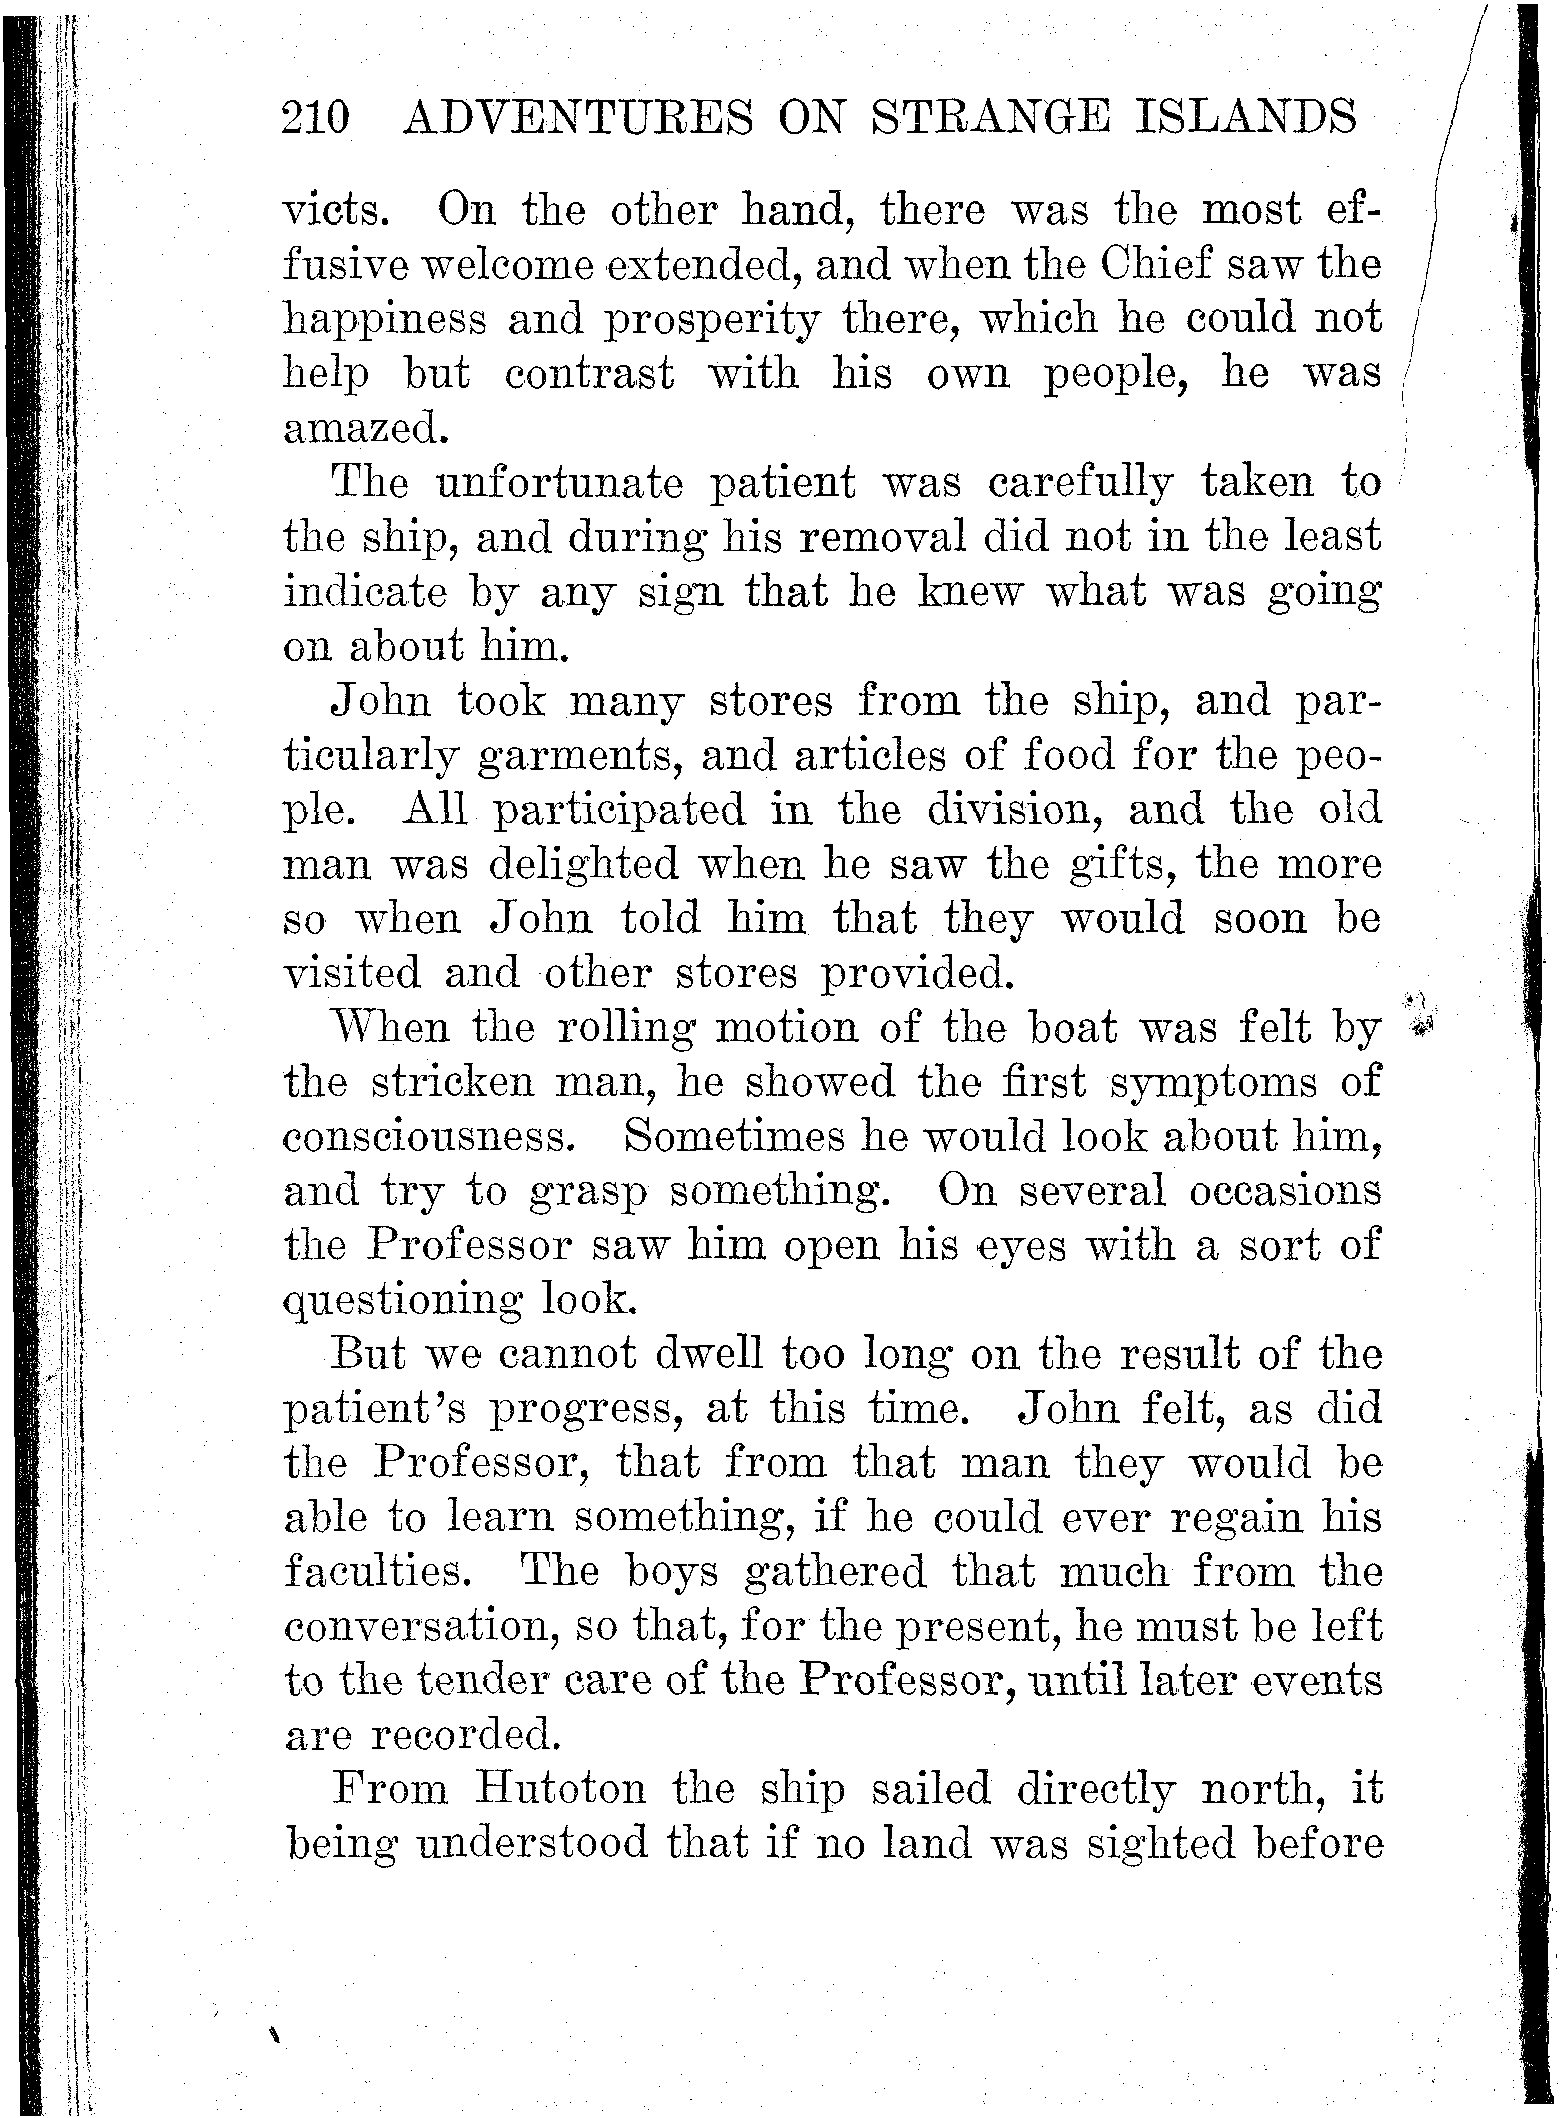 210 ADVENTURES ON STRANGE ISLANDS
victs. On the other hand, there was the most ef-
fusive welcome extended, and when the Chief saw the
happiness and prosperity there, which he could not
help but contrast with his own people, he was
amazed.
The unfortunate patient was carefully taken to
the ship, and during his removal did not in the least
indicate by any sign that he knew what was going
on about him.
John took many stores from the ship, and par-
ticularly garments, and articles of food for the peo-
ple. All participated in the division, and the old
man was delighted when he saw the gifts, the more
so when John told him that they would soon be
visited and other stores provided.
When the rolling motion of the boat was felt by
the stricken man, he showed the first symptoms of
consciousness. Sometimes he would look about him,
and try to grasp something. On several occasions
the Professor saw him open his eyes with a sort of
questioning look.
But we cannot dwell too long on the result of the
patient's progress, at this time. John felt, as did
the Professor, that from that man they would be
able to learn something, if he could ever regain his
faculties. The boys gathered that much from the
conversation, so that, for the present, he must be left
to the tender care of the Professor, until later events
are recorded.
From Hutoton the ship sailed directly north, it
being understood that if no land was sighted before